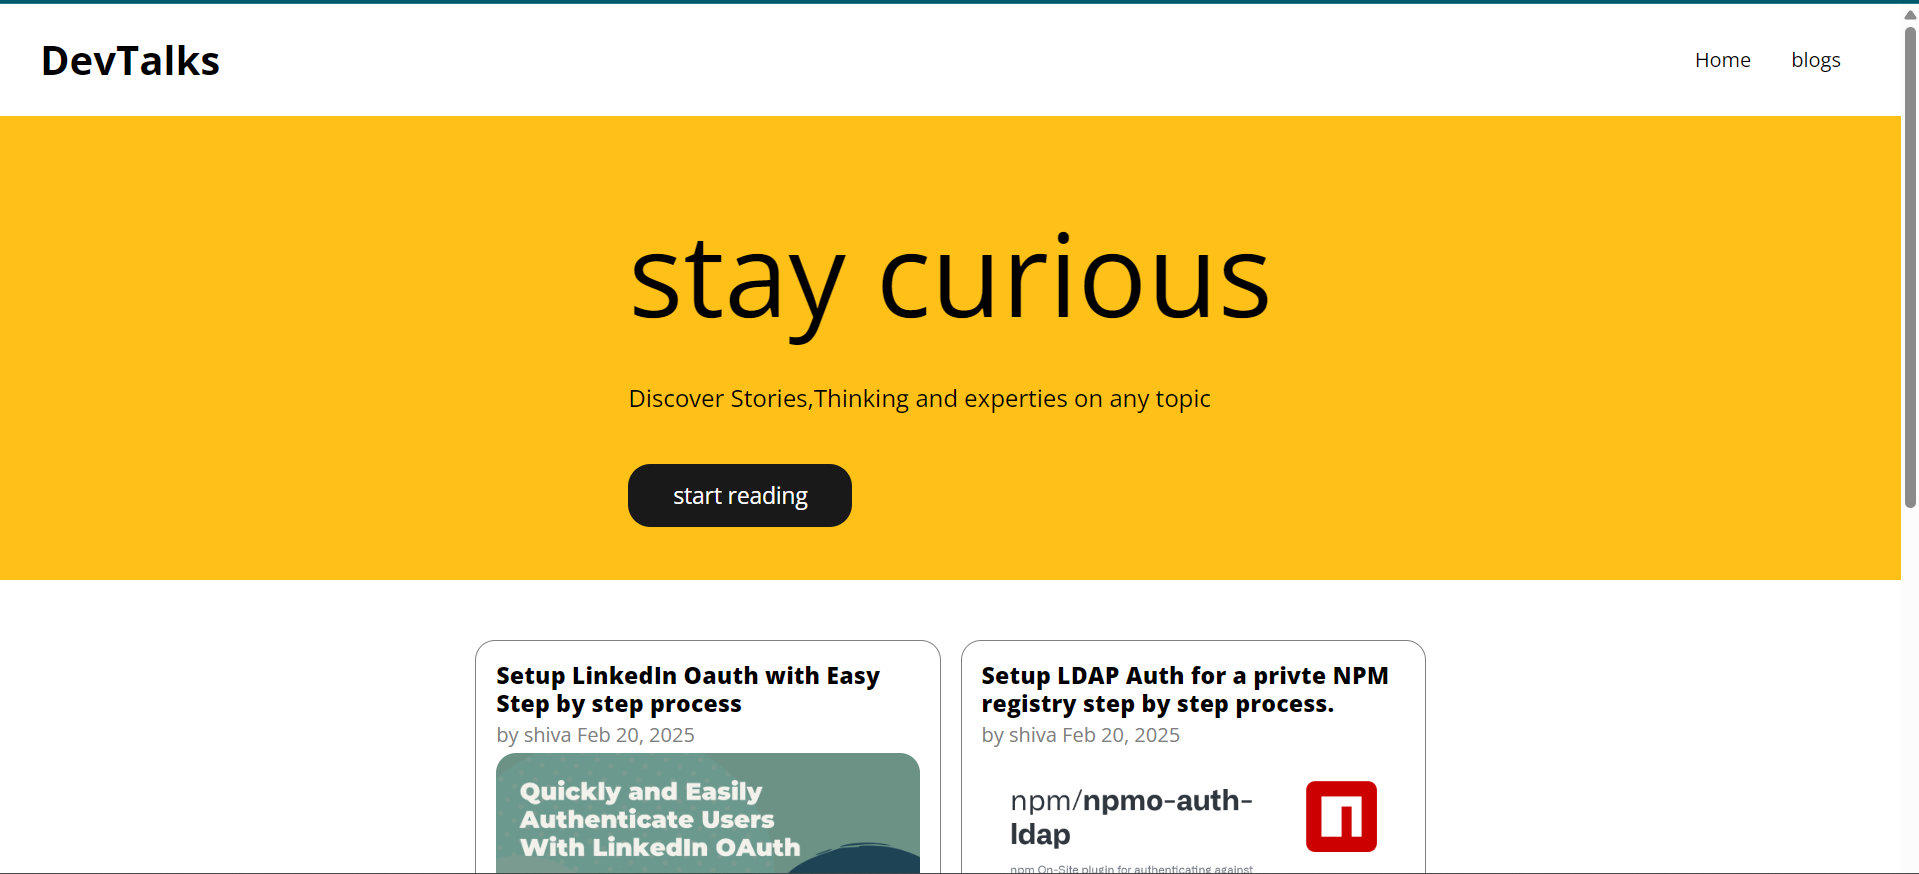 DevTalks
Home
blogs
stay curious
Discover Stories,Thinking and experties on any topic
start reading
Setup LinkedIn Oauth with Easy
Step by step process
by shiva Feb 20, 2025
Quickly and Easily
Authenticate Users
With LinkedIn OAuth
Setup LDAP Auth for a privte NPM
registry step by step process.
by shiva Feb 20, 2025
npm/npmo-auth-
ldap
npm On-Site plugin for authenticating against